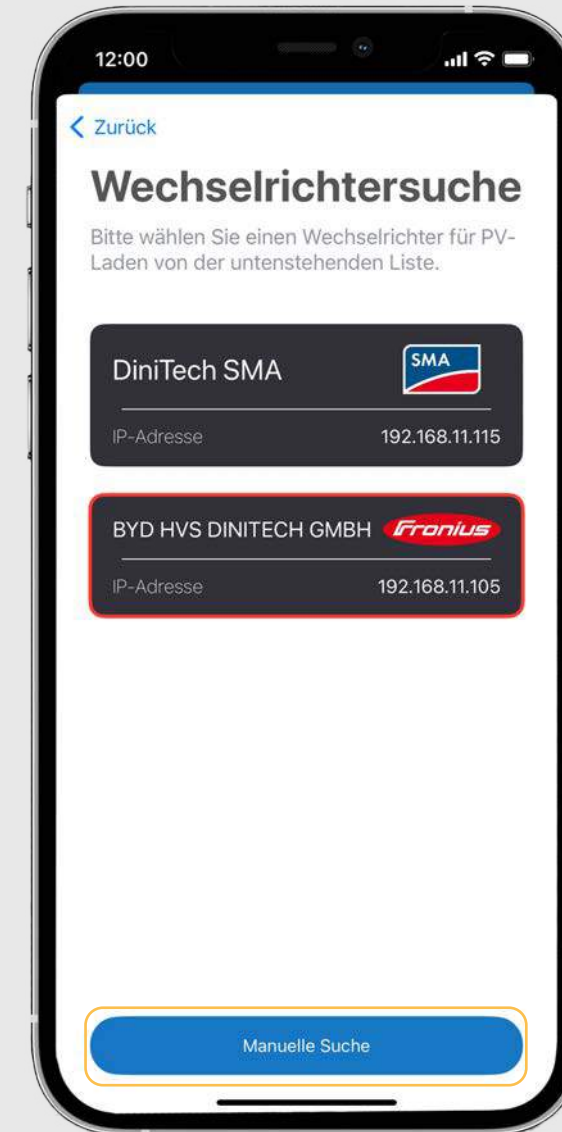 12:00
Zurück
Wechselrichtersuche
Bitte wählen Sie einen Wechselrichter für PV-
Laden von der untenstehenden Liste.
DiniTech SMA
SMA
IP-Adresse 192.168.11.115
BYD HVS DINITECH GMBH Fronius
IP-Adresse 192.168.11.105
Manuelle Suche